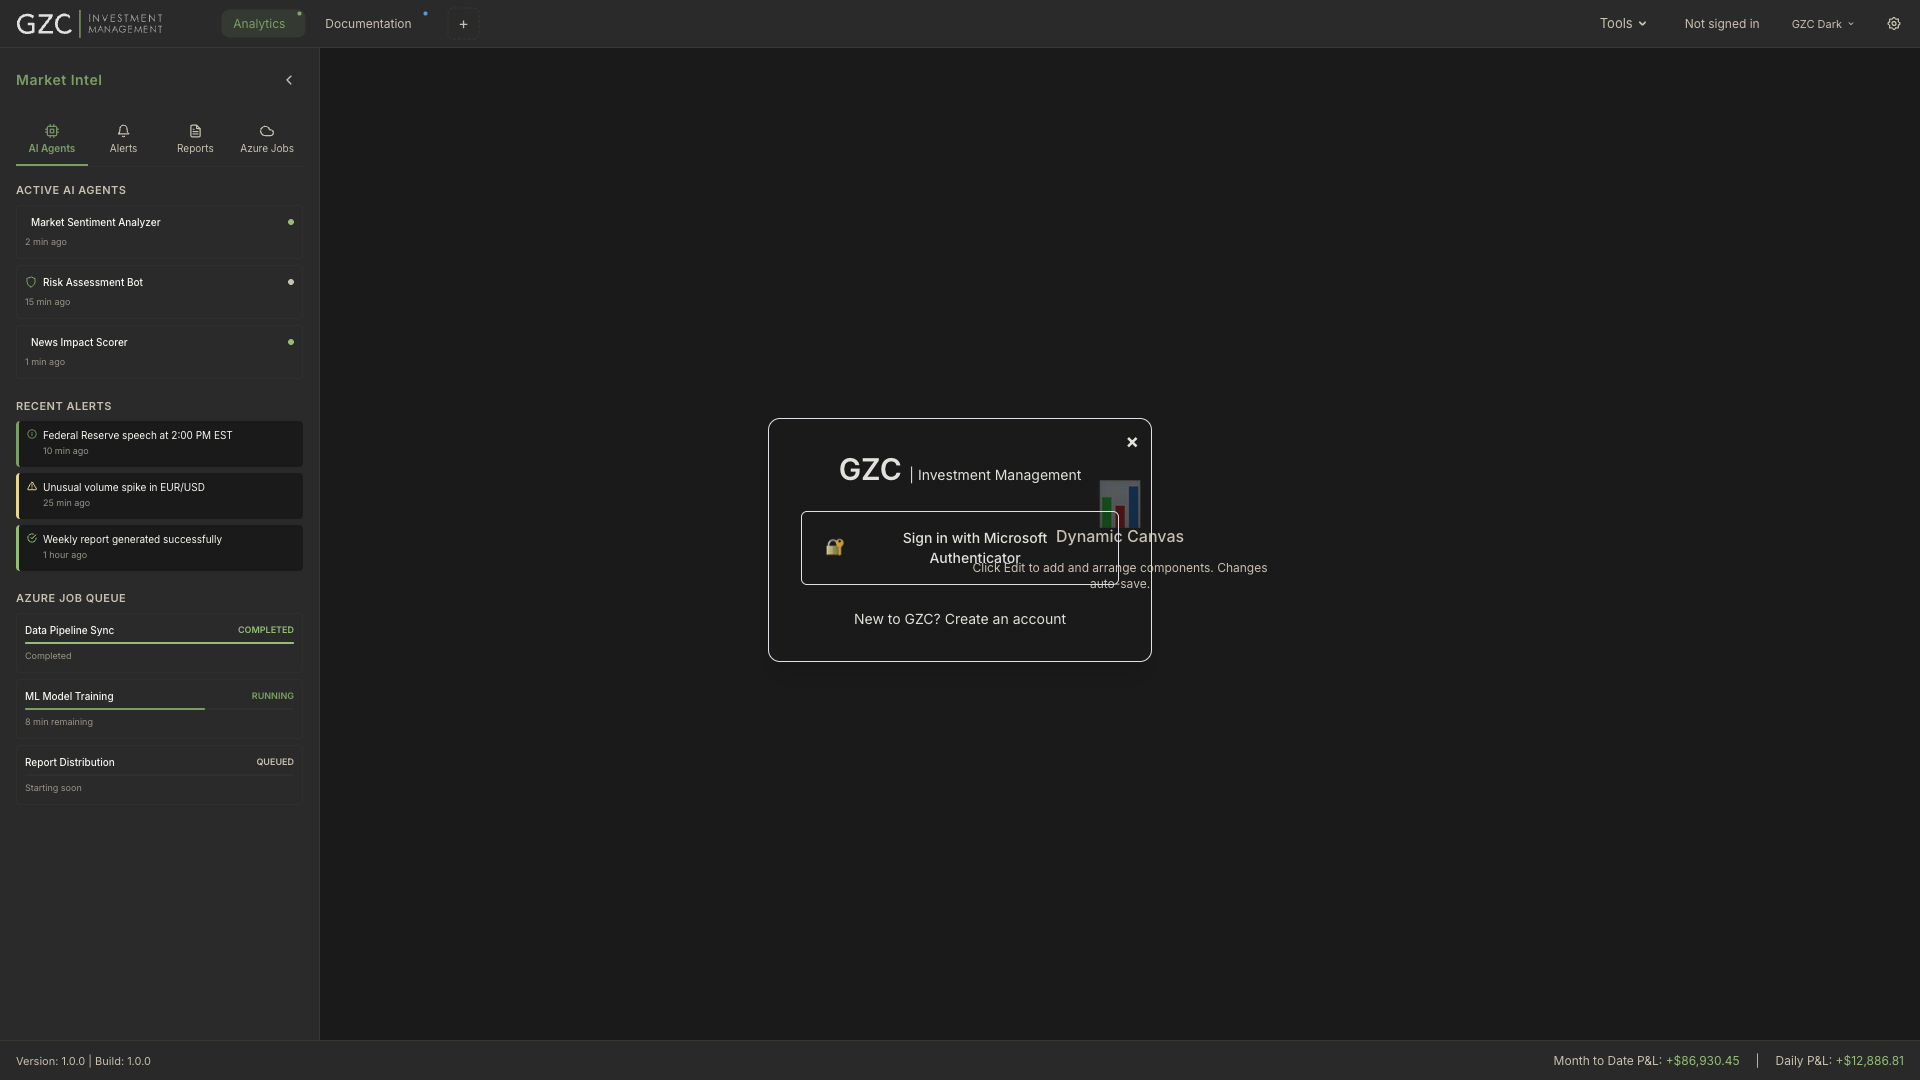 GZC INVESTMENT
MANAGEMENT
Analytics
Documentation
+
Tools
Not signed in
GZC Dark
Market Intel
AI Agents
Alerts
Reports
Azure Jobs
ACTIVE AI AGENTS
Market Sentiment Analyzer
2 min ago
Risk Assessment Bot
15 min ago
News Impact Scorer
1 min ago
RECENT ALERTS
Federal Reserve speech at 2:00 PM EST
10 min ago
Unusual volume spike in EUR/USD
25 min ago
Weekly report generated successfully
1 hour ago
AZURE JOB QUEUE
Data Pipeline Sync
COMPLETED
Completed
ML Model Training
RUNNING
8 min remaining
Report Distribution
QUEUED
Starting soon
GZC | Investment Management
Sign in with Microsoft
Authenticator
New to GZC? Create an account
Dynamic Canvas
Click Edit to add and arrange components. Changes
auto-save.
Version: 1.0.0 | Build: 1.0.0
Month to Date P&L: +$86,930.45 | Daily P&L: +$12,886.81